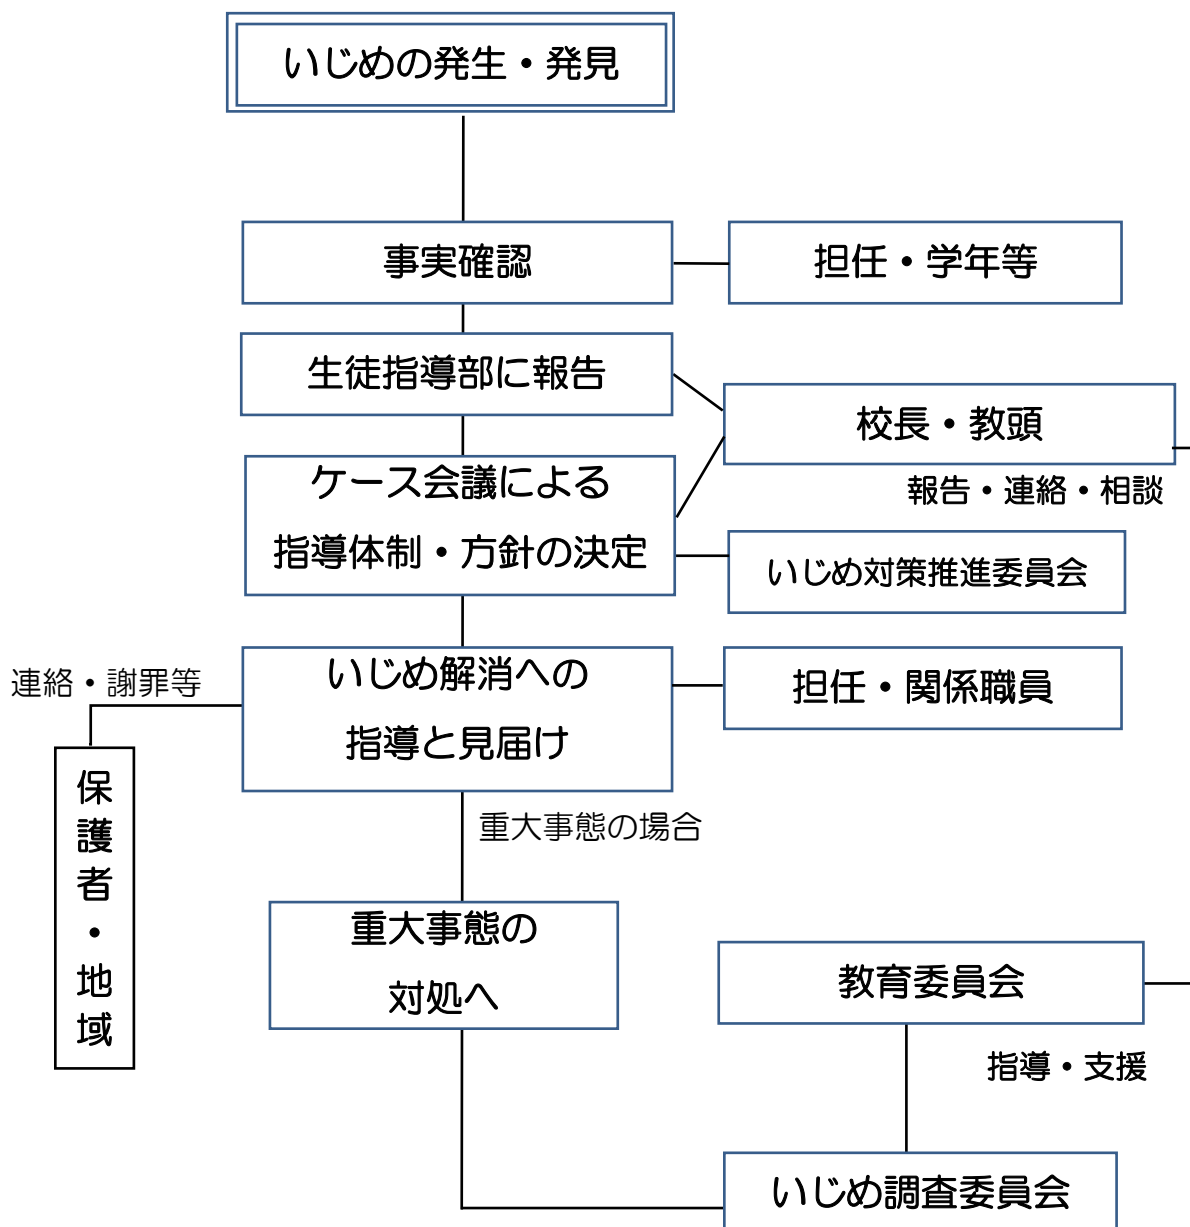 いじめの発生・発見
事実確認
担任・学年等
生徒指導部に報告
校長・教頭
報告・連絡・相談
ケース会議による
指導体制・方針の決定
いじめ対策推進委員会
いじめ解消への
指導と見届け
担任・関係職員
連絡・謝罪等
保護者・地域
重大事態の場合
重大事態の
対処へ
教育委員会
指導・支援
いじめ調査委員会